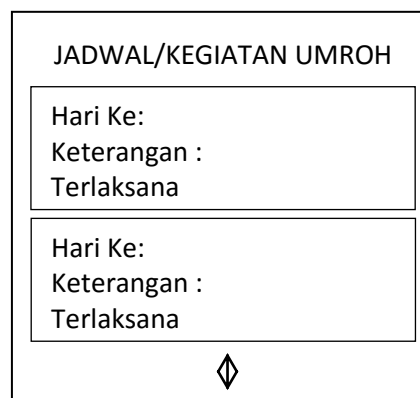 JADWAL/KEGIATAN UMROH
Hari Ke:
Keterangan :
Terlaksana
Hari Ke:
Keterangan :
Terlaksana